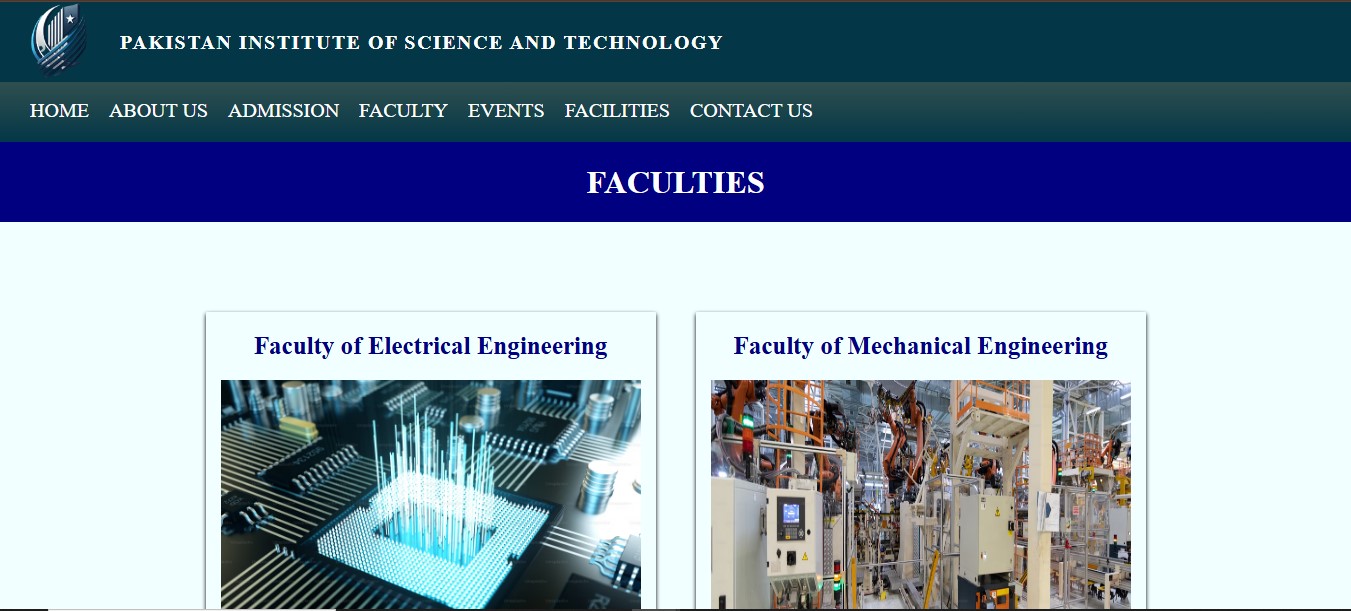 PAKISTAN INSTITUTE OF SCIENCE AND TECHNOLOGY
HOME ABOUT US ADMISSION FACULTY EVENTS FACILITIES CONTACT US
FACULTIES
Faculty of Electrical Engineering
Faculty of Mechanical Engineering